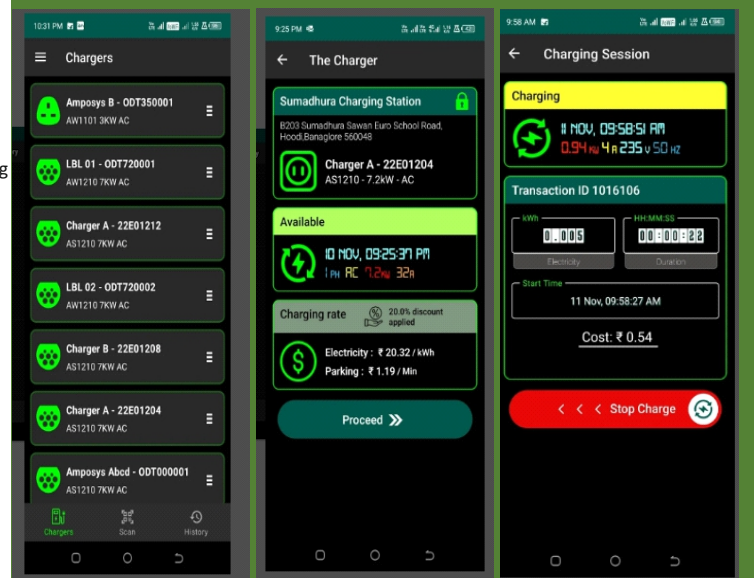 g
10:31 PM
Chargers
Amposys B - ODT350001
AW1101 3KW AC
LBL 01 - ODT720001
AW1210 7KW AC
Charger A - 22E01212
AS1210 7KW AC
LBL 02 - ODT720002
AW1210 7KW AC
Charger B - 22E01208
AS1210 7KW AC
Charger A - 22E01204
AS1210 7KW AC
Amposys Abcd - ODT000001
AS1210 7KW AC
Chargers
Scan
History
9:25 PM
The Charger
Sumadhura Charging Station
B203 Sumadhura Sawan Euro School Road,
Hoodi,Banaglore 560048
Charger A - 22E01204
AS1210 - 7.2kW - AC
Available
10 NOV, 09:25:37 PM
1 PH AC 7.2KW 32A
Charging rate
20.0% discount
applied
Electricity : ₹ 20.32 / kWh
Parking : ₹ 1.19 / Min
Proceed
9:58 AM
Charging Session
Charging
11 NOV, 09:58:51 AM
0.94 KW 4 A 235 V 50 HZ
Transaction ID 1016106
kWh
0.005
Electricity
HH:MM:SS
00:00:22
Duration
Start Time
11 Nov, 09:58:27 AM
Cost: ₹ 0.54
< < < Stop Charge